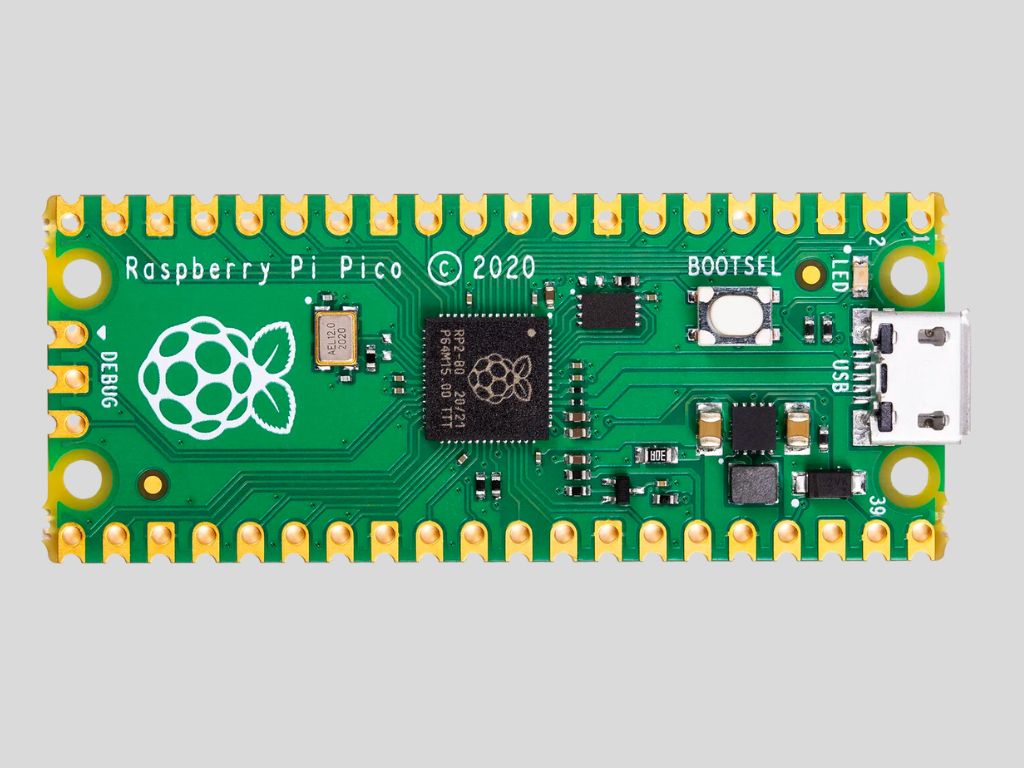 Raspberry Pi Pico © 2020
BOOTSEL
LED
2
1
DEBUG
AEL12.0
2020
RP2-B0 20/21
P64M15.00 TTT
USB
30R
39